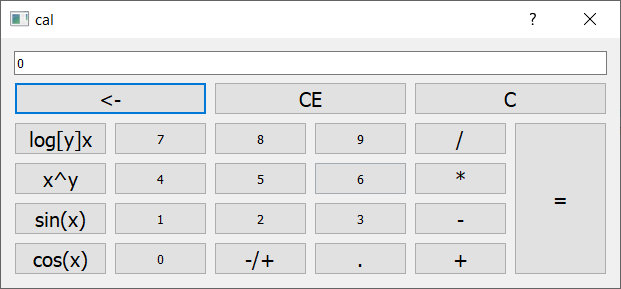 cal ?
0
<- CE C
log[y]x 7 8 9 /
x^y 4 5 6 *
sin(x) 1 2 3 - =
cos(x) 0 -/+ . +